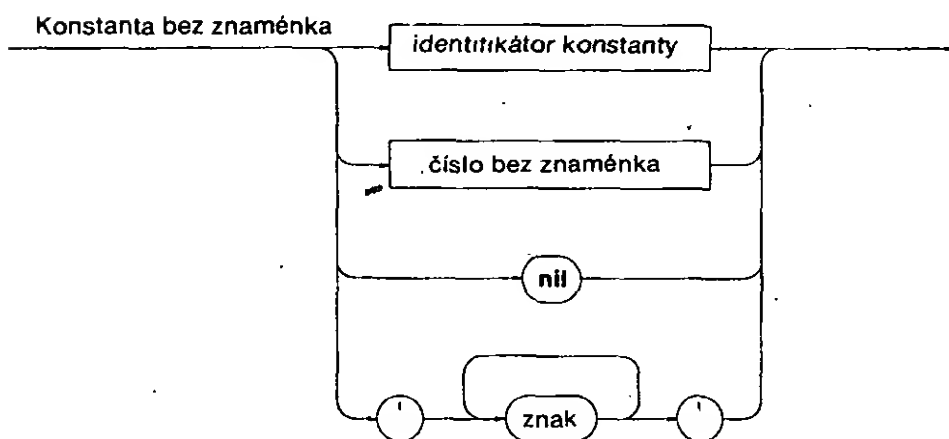 Konstanta bez znaménka
identifikátor konstanty
číslo bez znaménka
nil
' znak '